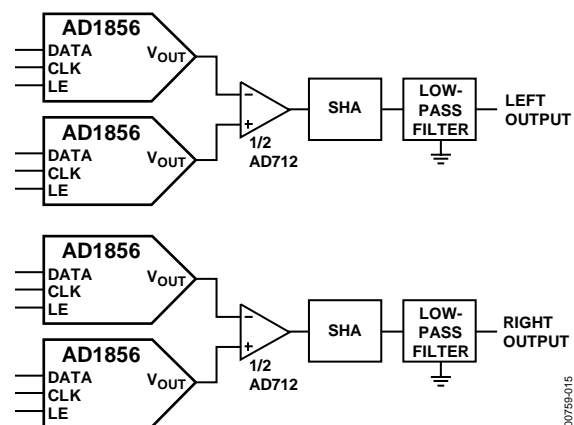 AD1856
DATA
CLK
LE
VOUT
AD1856
DATA
CLK
LE
VOUT
−
+
1/2
AD712
SHA
LOW-
PASS
FILTER
LEFT
OUTPUT
AD1856
DATA
CLK
LE
VOUT
AD1856
DATA
CLK
LE
VOUT
−
+
1/2
AD712
SHA
LOW-
PASS
FILTER
RIGHT
OUTPUT
00759-015